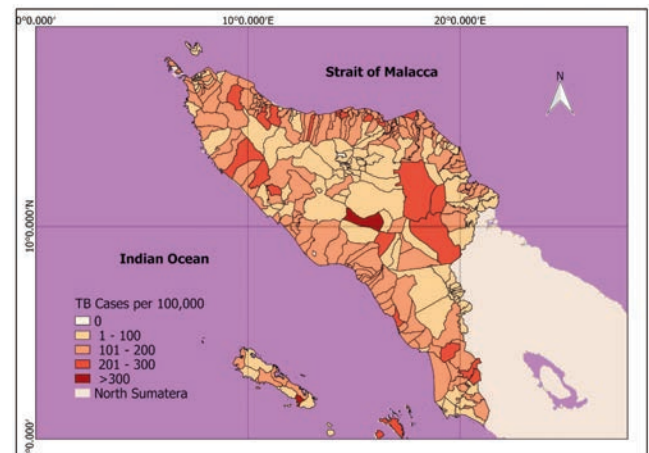 0°0.000' 10°0.000'E 20°0.000'E
Strait of Malacca
N
10°0.000'N
Indian Ocean
TB Cases per 100,000
0
1 - 100
101 - 200
201 - 300
>300
North Sumatera
0°0.000'